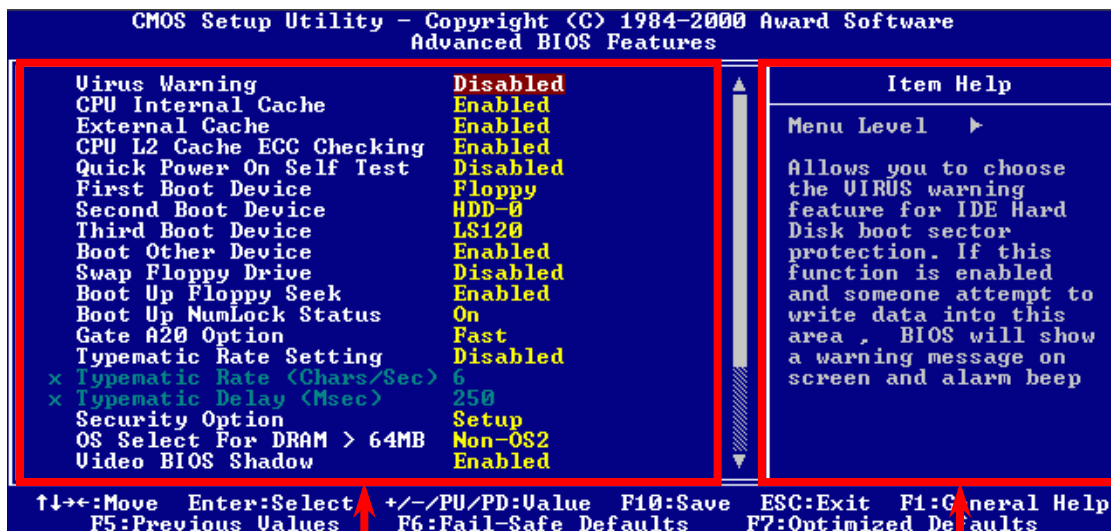 CMOS Setup Utility - Copyright (C) 1984-2000 Award Software
Advanced BIOS Features
Virus Warning Disabled
CPU Internal Cache Enabled
External Cache Enabled
CPU L2 Cache ECC Checking Enabled
Quick Power On Self Test Disabled
First Boot Device Floppy
Second Boot Device HDD-0
Third Boot Device LS120
Boot Other Device Enabled
Swap Floppy Drive Disabled
Boot Up Floppy Seek Enabled
Boot Up NumLock Status On
Gate A20 Option Fast
Typematic Rate Setting Disabled
x Typematic Rate (Chars/Sec) 6
x Typematic Delay (Msec) 250
Security Option Setup
OS Select For DRAM > 64MB Non-OS2
Video BIOS Shadow Enabled
Item Help
Menu Level ▶
Allows you to choose
the VIRUS warning
feature for IDE Hard
Disk boot sector
protection. If this
function is enabled
and someone attempt to
write data into this
area , BIOS will show
a warning message on
screen and alarm beep
↑↓→←:Move Enter:Select +/-/PU/PD:Value F10:Save ESC:Exit F1:General Help
F5:Previous Values F6:Fail-Safe Defaults F7:Optimized Defaults